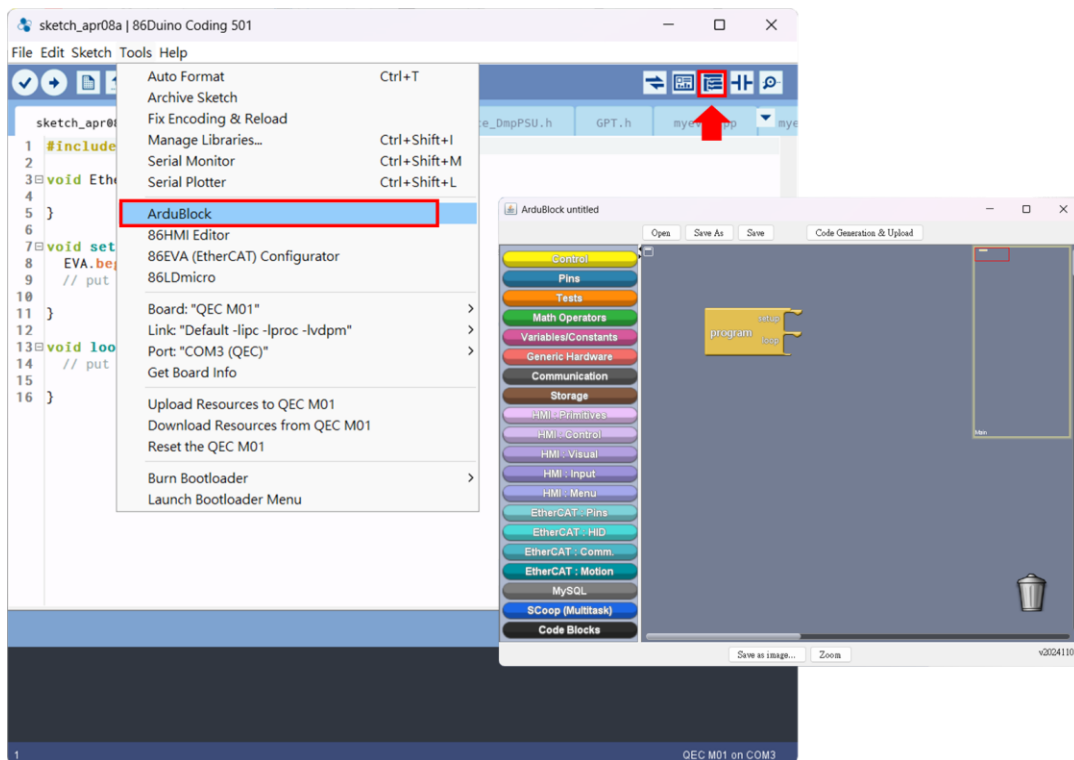 sketch_apr08a | 86Duino Coding 501
File Edit Sketch Tools Help
Auto Format Ctrl+T
Archive Sketch
Fix Encoding & Reload
Manage Libraries... Ctrl+Shift+I
Serial Monitor Ctrl+Shift+M
Serial Plotter Ctrl+Shift+L
ArduBlock
86HMI Editor
86EVA (EtherCAT) Configurator
86LDmicro
Board: "QEC M01"
Link: "Default -lipc -lproc -lvdpm"
Port: "COM3 (QEC)"
Get Board Info
Upload Resources to QEC M01
Download Resources from QEC M01
Reset the QEC M01
Burn Bootloader
Launch Bootloader Menu
sketch_apr0 e_DmpPSU.h GPT.h mye pp mye
1 #include
2
3 void Eth
4
5 }
6
7 void set
8 EVA.be
9 // put
10
11 }
12
13 void loo
14 // put
15
16 }
1 QEC M01 on COM3
ArduBlock untitled
Open Save As Save Code Generation & Upload
Control
Pins
Tests
Math Operators
Variables/Constants
Generic Hardware
Communication
Storage
HMI : Primitives
HMI : Control
HMI : Visual
HMI : Input
HMI : Menu
EtherCAT : Pins
EtherCAT : HID
EtherCAT : Comm.
EtherCAT : Motion
MySQL
SCoop (Multitask)
Code Blocks
program setup
loop
Main
Save as image... Zoom v2024110